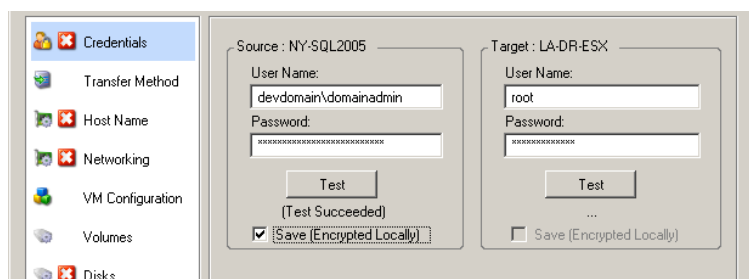 Credentials
Transfer Method
Host Name
Networking
VM Configuration
Volumes
Disks
Source : NY-SQL2005
User Name:
devdomain\domainadmin
Password:
**************************
Test
(Test Succeeded)
Save (Encrypted Locally)
Target : LA-DR-ESX
User Name:
root
Password:
*************
Test
...
Save (Encrypted Locally)